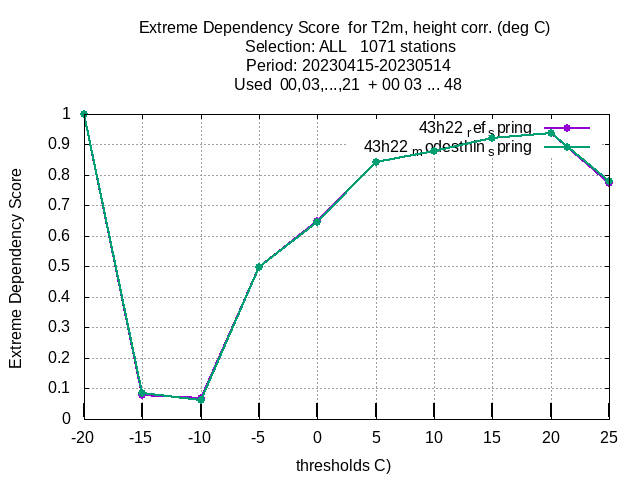 Extreme Dependency Score  for T2m, height corr. (deg C)
Selection: ALL   1071 stations
Period: 20230415-20230514
Used  00,03,...,21  + 00 03 ... 48
43h22_ref_spring
43h22_modesthin_spring
Extreme Dependency Score
1
0.9
0.8
0.7
0.6
0.5
0.4
0.3
0.2
0.1
0
-20 -15 -10 -5 0 5 10 15 20 25
thresholds C)